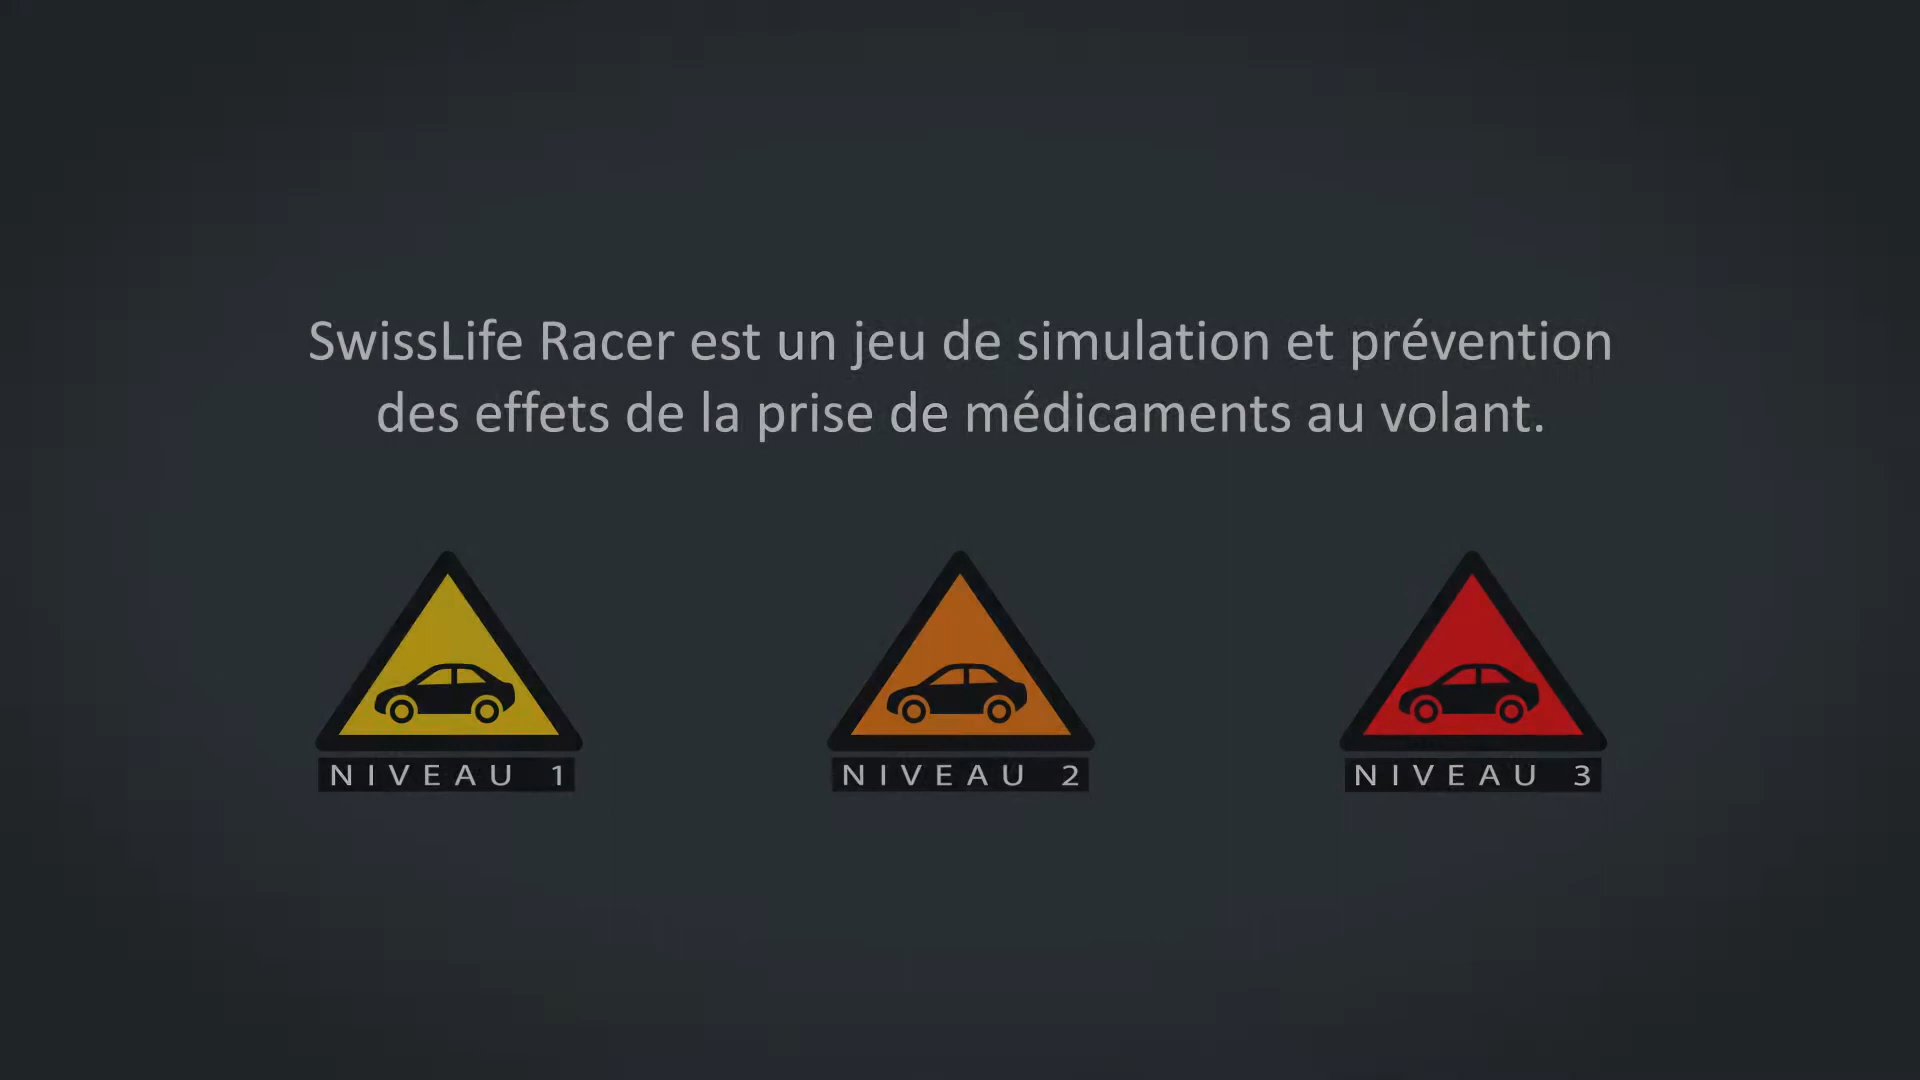 SwissLife Racer est un jeu de simulation et prévention
des effets de la prise de médicaments au volant.
NIVEAU 1
NIVEAU 2
NIVEAU 3